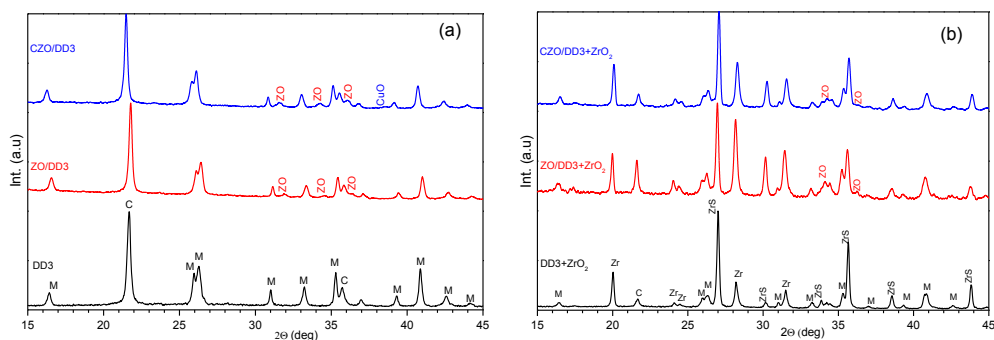 (a)
Int. (a.u)
CZO/DD3
ZO
ZO
ZO
CuO
ZO/DD3
ZO
ZO
ZO
DD3
M
C
M
M
M
M
M
C
M
M
M
M
15 20 25 30 35 40 45
2Θ (deg)
(b)
Int. (a.u)
CZO/DD3+ZrO₂
ZO
ZO
ZO/DD3+ZrO₂
ZO
ZO
DD3+ZrO₂
M
Zr
C
Zr
Zr
M
M
ZrS
Zr
ZrS
M
Zr
M
ZrS
M
ZrS
M
ZrS
M
M
M
ZrS
15 20 25 30 35 40 45
2Θ (deg)